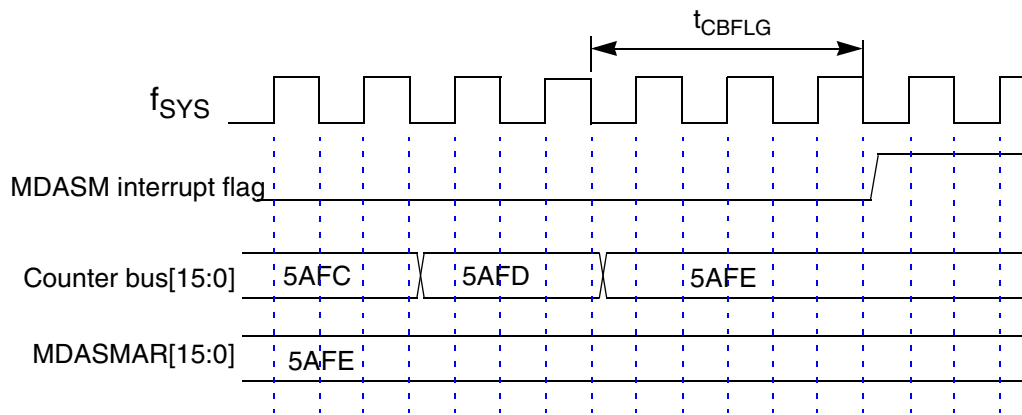 tCBFLG
fSYS
MDASM interrupt flag
Counter bus[15:0] 5AFC 5AFD 5AFE
MDASMAR[15:0] 5AFE